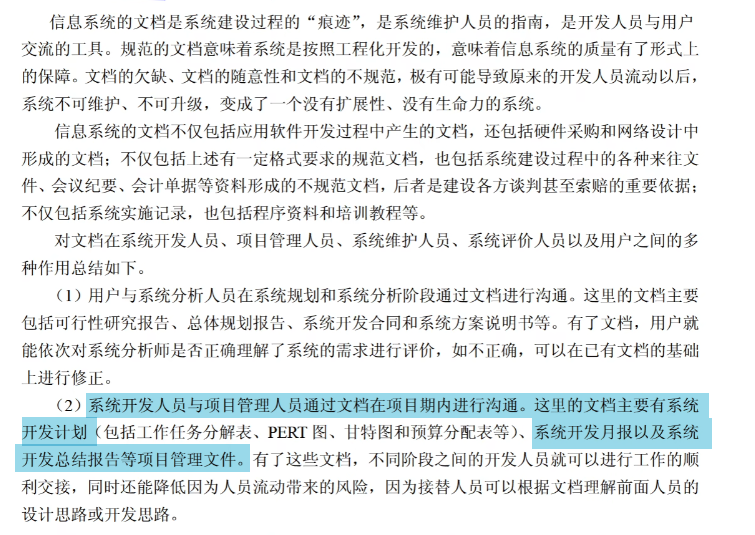 信息系统的文档是系统建设过程的“痕迹”，是系统维护人员的指南，是开发人员与用户
交流的工具。规范的文档意味着系统是按照工程化开发的，意味着信息系统的质量有了形式上
的保障。文档的欠缺、文档的随意性和文档的不规范，极有可能导致原来的开发人员流动以后，
系统不可维护、不可升级，变成了一个没有扩展性、没有生命力的系统。
信息系统的文档不仅包括应用软件开发过程中产生的文档，还包括硬件采购和网络设计中
形成的文档；不仅包括上述有一定格式要求的规范文档，也包括系统建设过程中的各种来往文
件、会议纪要、会计单据等资料形成的不规范文档，后者是建设各方谈判甚至索赔的重要依据；
不仅包括系统实施记录，也包括程序资料和培训教程等。
对文档在系统开发人员、项目管理人员、系统维护人员、系统评价人员以及用户之间的多
种作用总结如下。
（1）用户与系统分析人员在系统规划和系统分析阶段通过文档进行沟通。这里的文档主要
包括可行性研究报告、总体规划报告、系统开发合同和系统方案说明书等。有了文档，用户就
能依次对系统分析师是否正确理解了系统的需求进行评价，如不正确，可以在已有文档的基础
上进行修正。
（2）系统开发人员与项目管理人员通过文档在项目期内进行沟通。这里的文档主要有系统
开发计划（包括工作任务分解表、PERT 图、甘特图和预算分配表等）、系统开发月报以及系统
开发总结报告等项目管理文件。有了这些文档，不同阶段之间的开发人员就可以进行工作的顺
利交接，同时还能降低因为人员流动带来的风险，因为接替人员可以根据文档理解前面人员的
设计思路或开发思路。